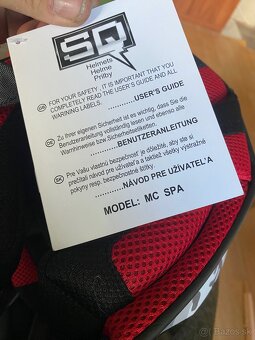 SQ
Helmets
Helme
Prilby
GB FOR YOUR SAFETY, IT IS IMPORTANT THAT YOU
COMPLETELY READ THE USER'S GUIDE AND ALL
WARNING LABELS.
..................USER'S GUIDE
Zu Ihrer eigenen Sicherheit ist es wichtig, dass Sie die
Benutzeranleitung vollständig lesen und ebenso alle
Warnhinweise bzw. Sicherheitsetiketten.
..........BENUTZERANLEITUNG
Pre Vašu vlastnú bezpečnosť je dôležité, aby ste si
prečítali návod pre užívateľa a taktiež všetky výstražné
pokyny resp. bezpečnostné štítky.
..........NÁVOD PRE UŽÍVATEL'A
MODEL: MC SPA
© Bazos.sk